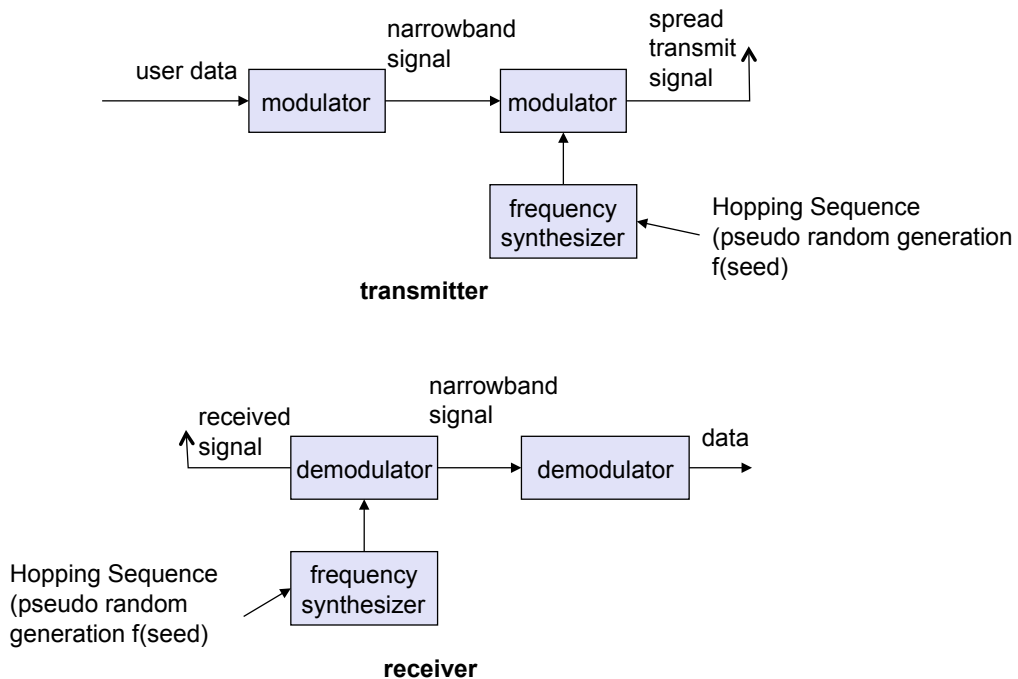 user data
modulator
narrowband
signal
modulator
spread
transmit
signal
frequency
synthesizer
Hopping Sequence
(pseudo random generation
f(seed)
transmitter
received
signal
demodulator
narrowband
signal
demodulator
data
Hopping Sequence
(pseudo random
generation f(seed)
frequency
synthesizer
receiver